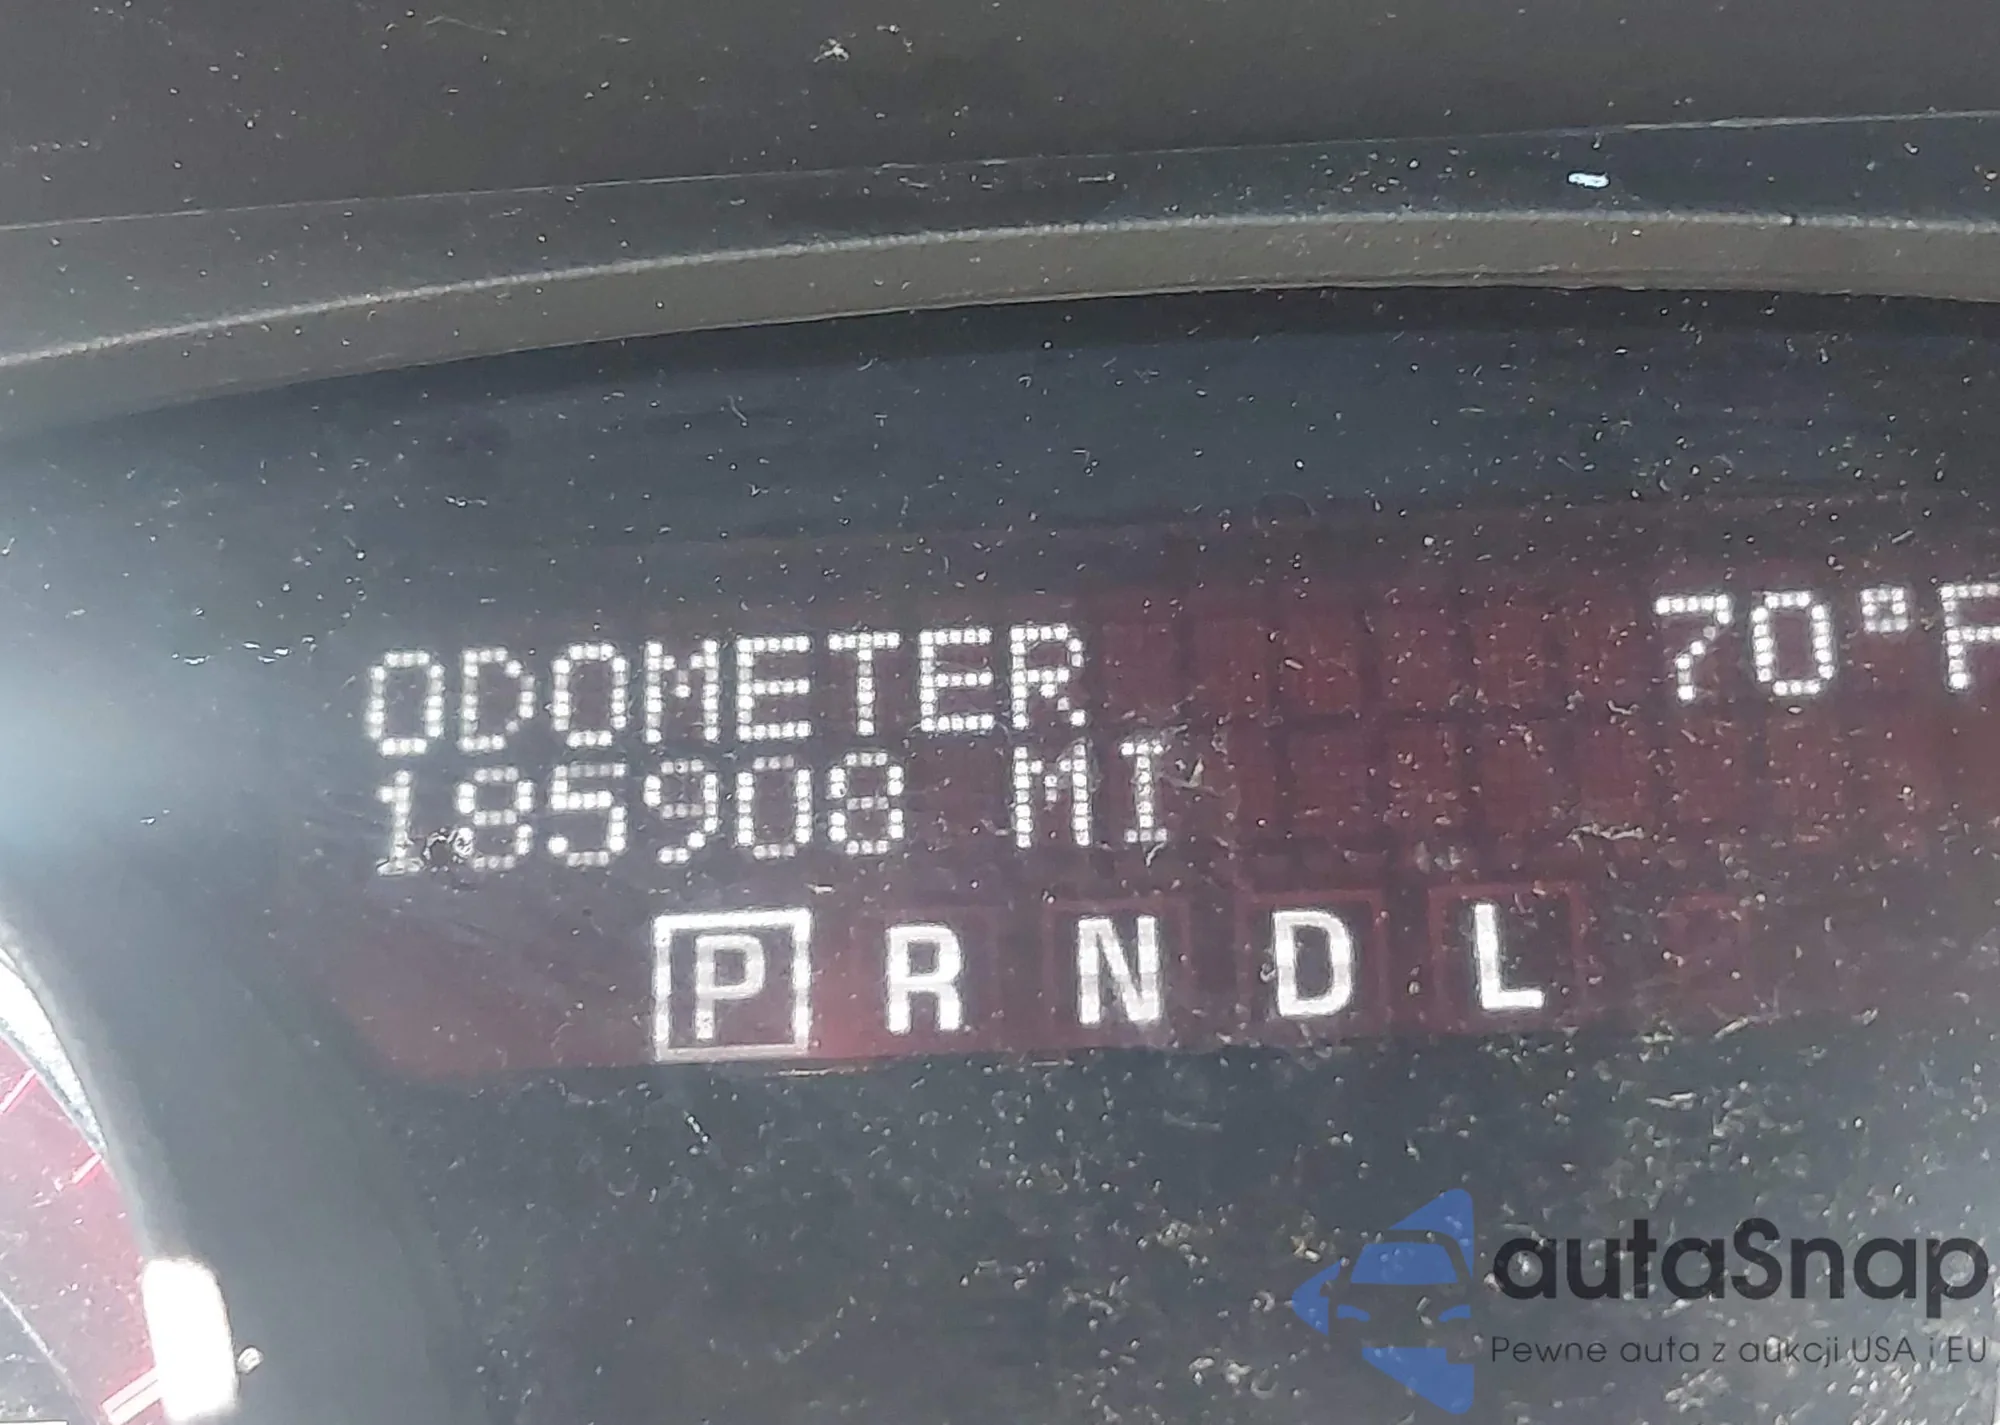 ODOMETER 70°F
185908 MI
P R N D L
autaSnap
Pewne auta z aukcji USA i EU